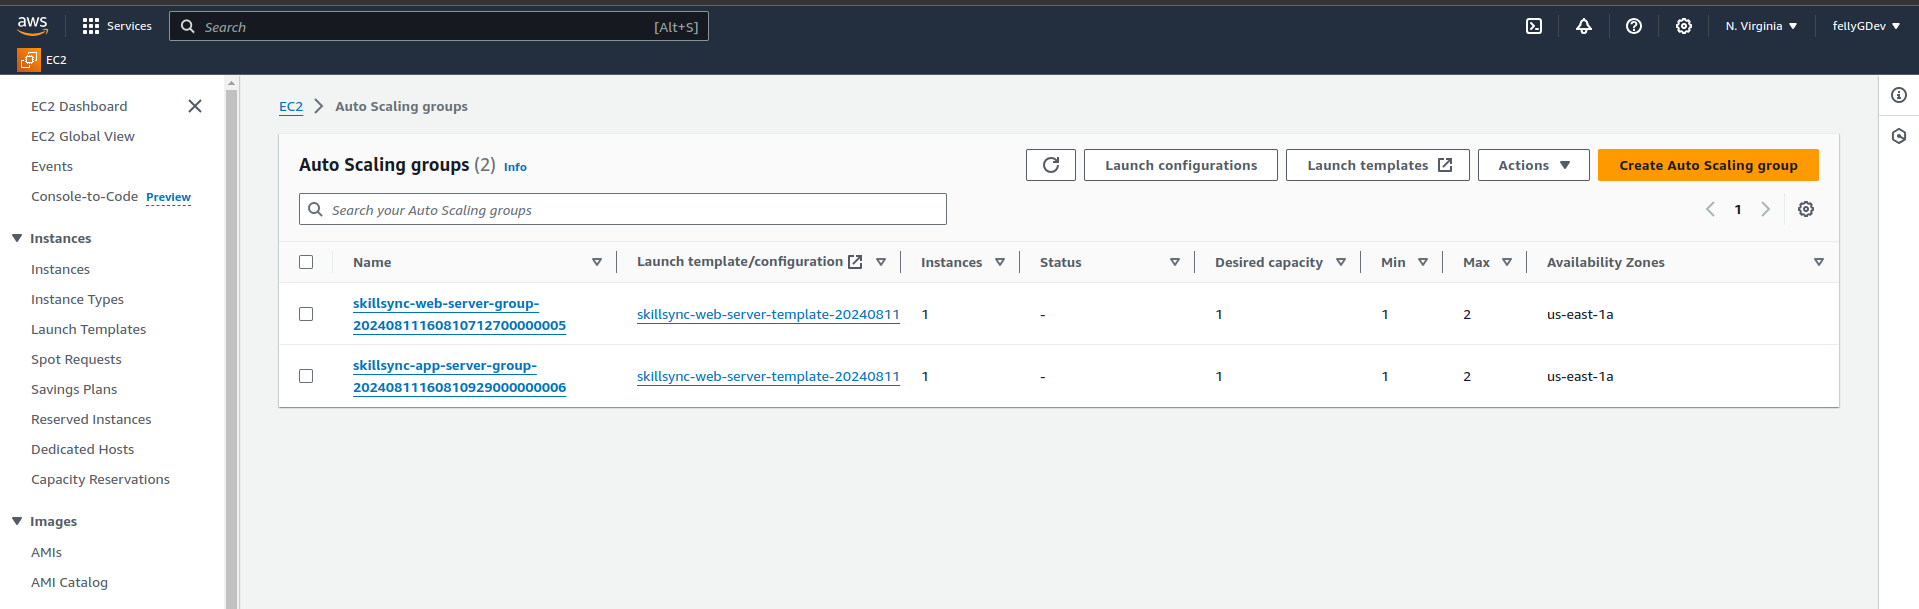 aws Services Search [Alt+S] N. Virginia fellyGDev
EC2
EC2 Dashboard
EC2 Global View
Events
Console-to-Code Preview
Instances
Instances
Instance Types
Launch Templates
Spot Requests
Savings Plans
Reserved Instances
Dedicated Hosts
Capacity Reservations
Images
AMIs
AMI Catalog
EC2 Auto Scaling groups
Auto Scaling groups (2) Info Launch configurations Launch templates Actions Create Auto Scaling group
Search your Auto Scaling groups 1
Name Launch template/configuration Instances Status Desired capacity Min Max Availability Zones
skillsync-web-server-group-
20240811160810712700000005 skillsync-web-server-template-20240811 1 - 1 1 2 us-east-1a
skillsync-app-server-group-
20240811160810929000000006 skillsync-web-server-template-20240811 1 - 1 1 2 us-east-1a